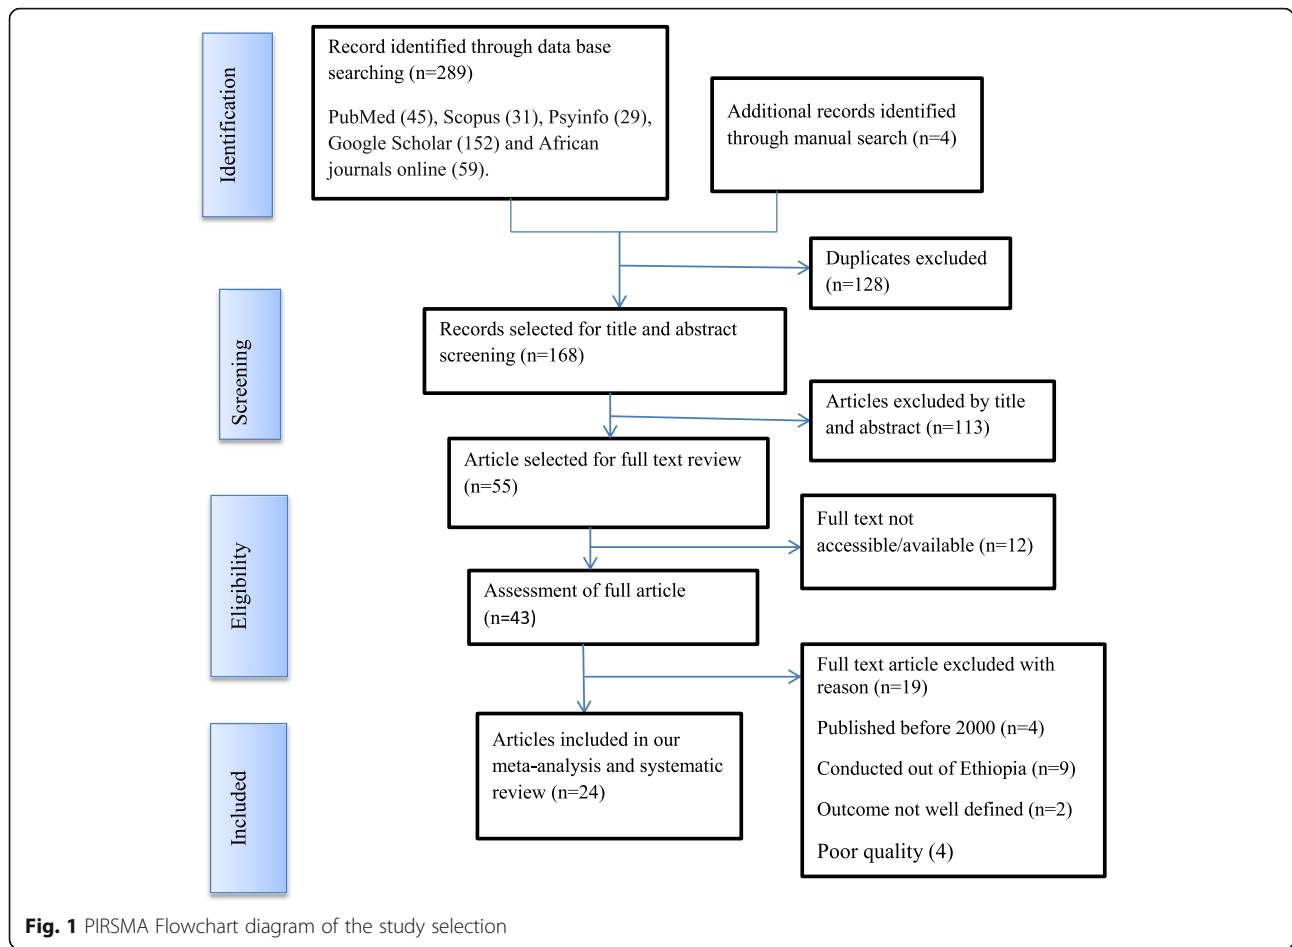 Identification
Record identified through data base
searching (n=289)
PubMed (45), Scopus (31), Psyinfo (29),
Google Scholar (152) and African
journals online (59).
Additional records identified
through manual search (n=4)
Duplicates excluded
(n=128)
Screening
Records selected for title and abstract
screening (n=168)
Articles excluded by title
and abstract (n=113)
Article selected for full text review
(n=55)
Eligibility
Full text not
accessible/available (n=12)
Assessment of full article
(n=43)
Full text article excluded with
reason (n=19)
Published before 2000 (n=4)
Conducted out of Ethiopia (n=9)
Outcome not well defined (n=2)
Poor quality (4)
Included
Articles included in our
meta-analysis and systematic
review (n=24)
Fig. 1 PIRSMA Flowchart diagram of the study selection